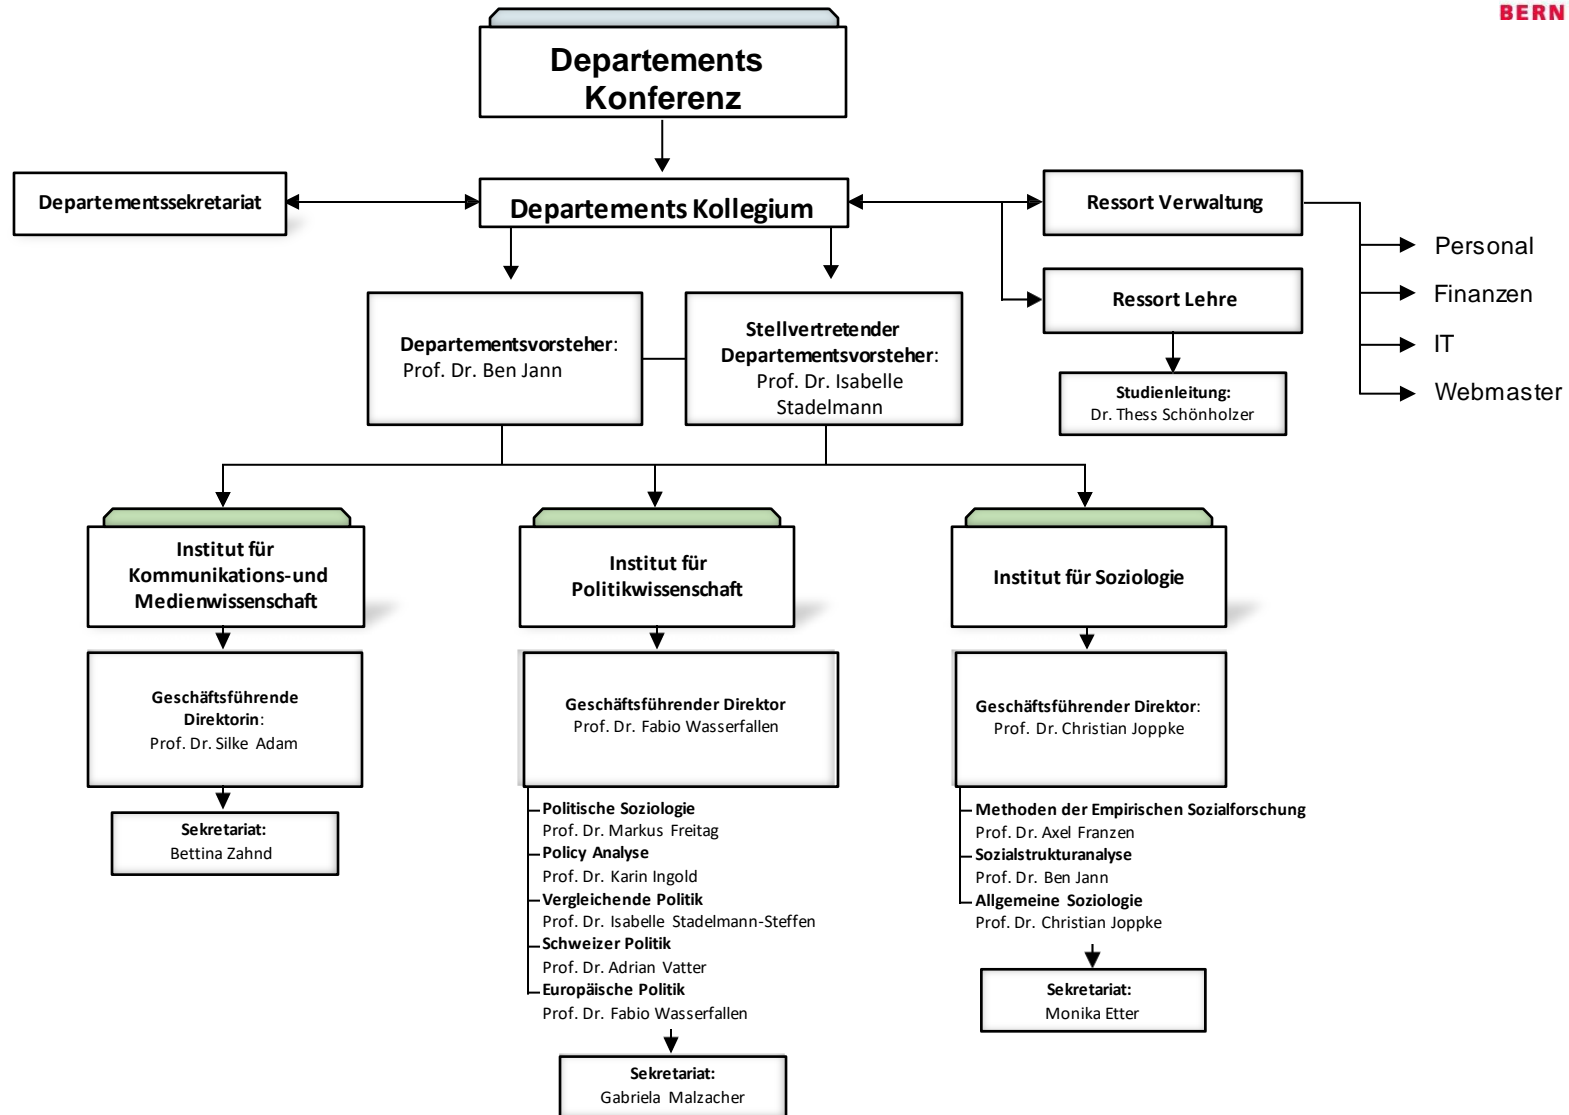 BERN
Departements
Konferenz
Departementssekretariat
Departements Kollegium
Ressort Verwaltung
Personal
Finanzen
IT
Webmaster
Ressort Lehre
Studienleitung:
Dr. Thess Schönholzer
Departementsvorsteher:
Prof. Dr. Ben Jann
Stellvertretender
Departementsvorsteher:
Prof. Dr. Isabelle
Stadelmann
Institut für
Kommunikations-und
Medienwissenschaft
Geschäftsführende
Direktorin:
Prof. Dr. Silke Adam
Sekretariat:
Bettina Zahnd
Institut für
Politikwissenschaft
Geschäftsführender Direktor
Prof. Dr. Fabio Wasserfallen
Politische Soziologie
Prof. Dr. Markus Freitag
Policy Analyse
Prof. Dr. Karin Ingold
Vergleichende Politik
Prof. Dr. Isabelle Stadelmann-Steffen
Schweizer Politik
Prof. Dr. Adrian Vatter
Europäische Politik
Prof. Dr. Fabio Wasserfallen
Sekretariat:
Gabriela Malzacher
Institut für Soziologie
Geschäftsführender Direktor:
Prof. Dr. Christian Joppke
Methoden der Empirischen Sozialforschung
Prof. Dr. Axel Franzen
Sozialstrukturanalyse
Prof. Dr. Ben Jann
Allgemeine Soziologie
Prof. Dr. Christian Joppke
Sekretariat:
Monika Etter